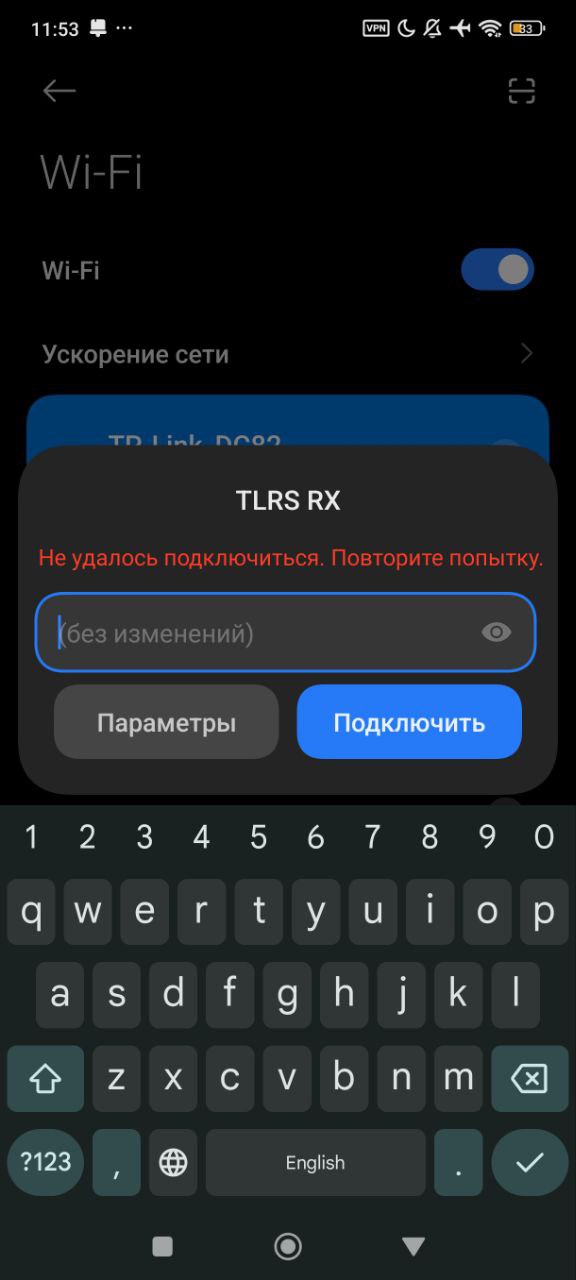 11:53 VPN 33
Wi-Fi
Wi-Fi
Ускорение сети
TP-Link_DC82
TLRS RX
Не удалось подключиться. Повторите попытку.
(без изменений)
Параметры Подключить
1 2 3 4 5 6 7 8 9 0
q w e r t y u i o p
a s d f g h j k l
z x c v b n m
?123 , English .